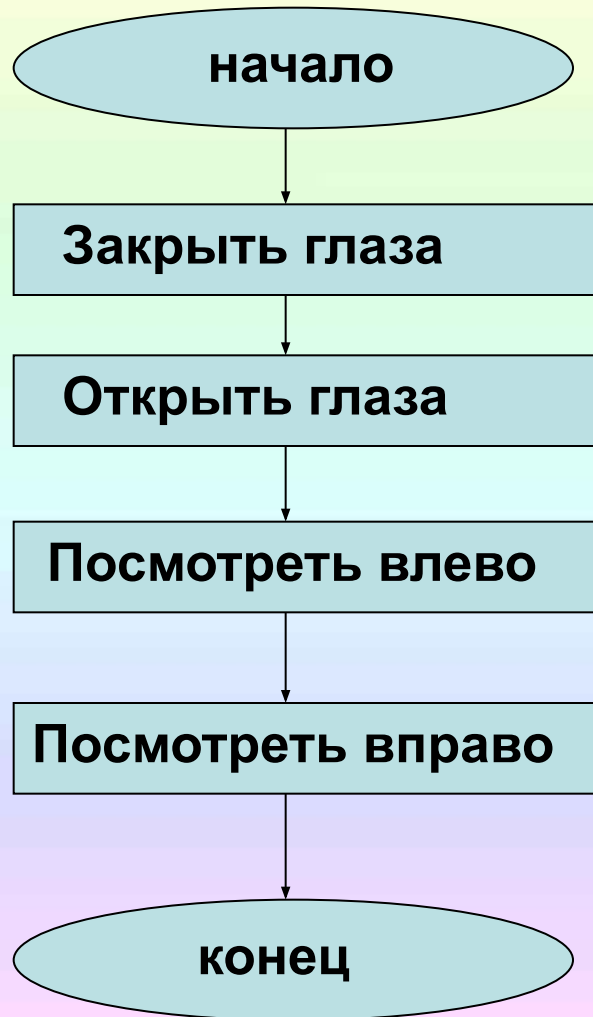 начало
Закрыть глаза
Открыть глаза
Посмотреть влево
Посмотреть вправо
конец